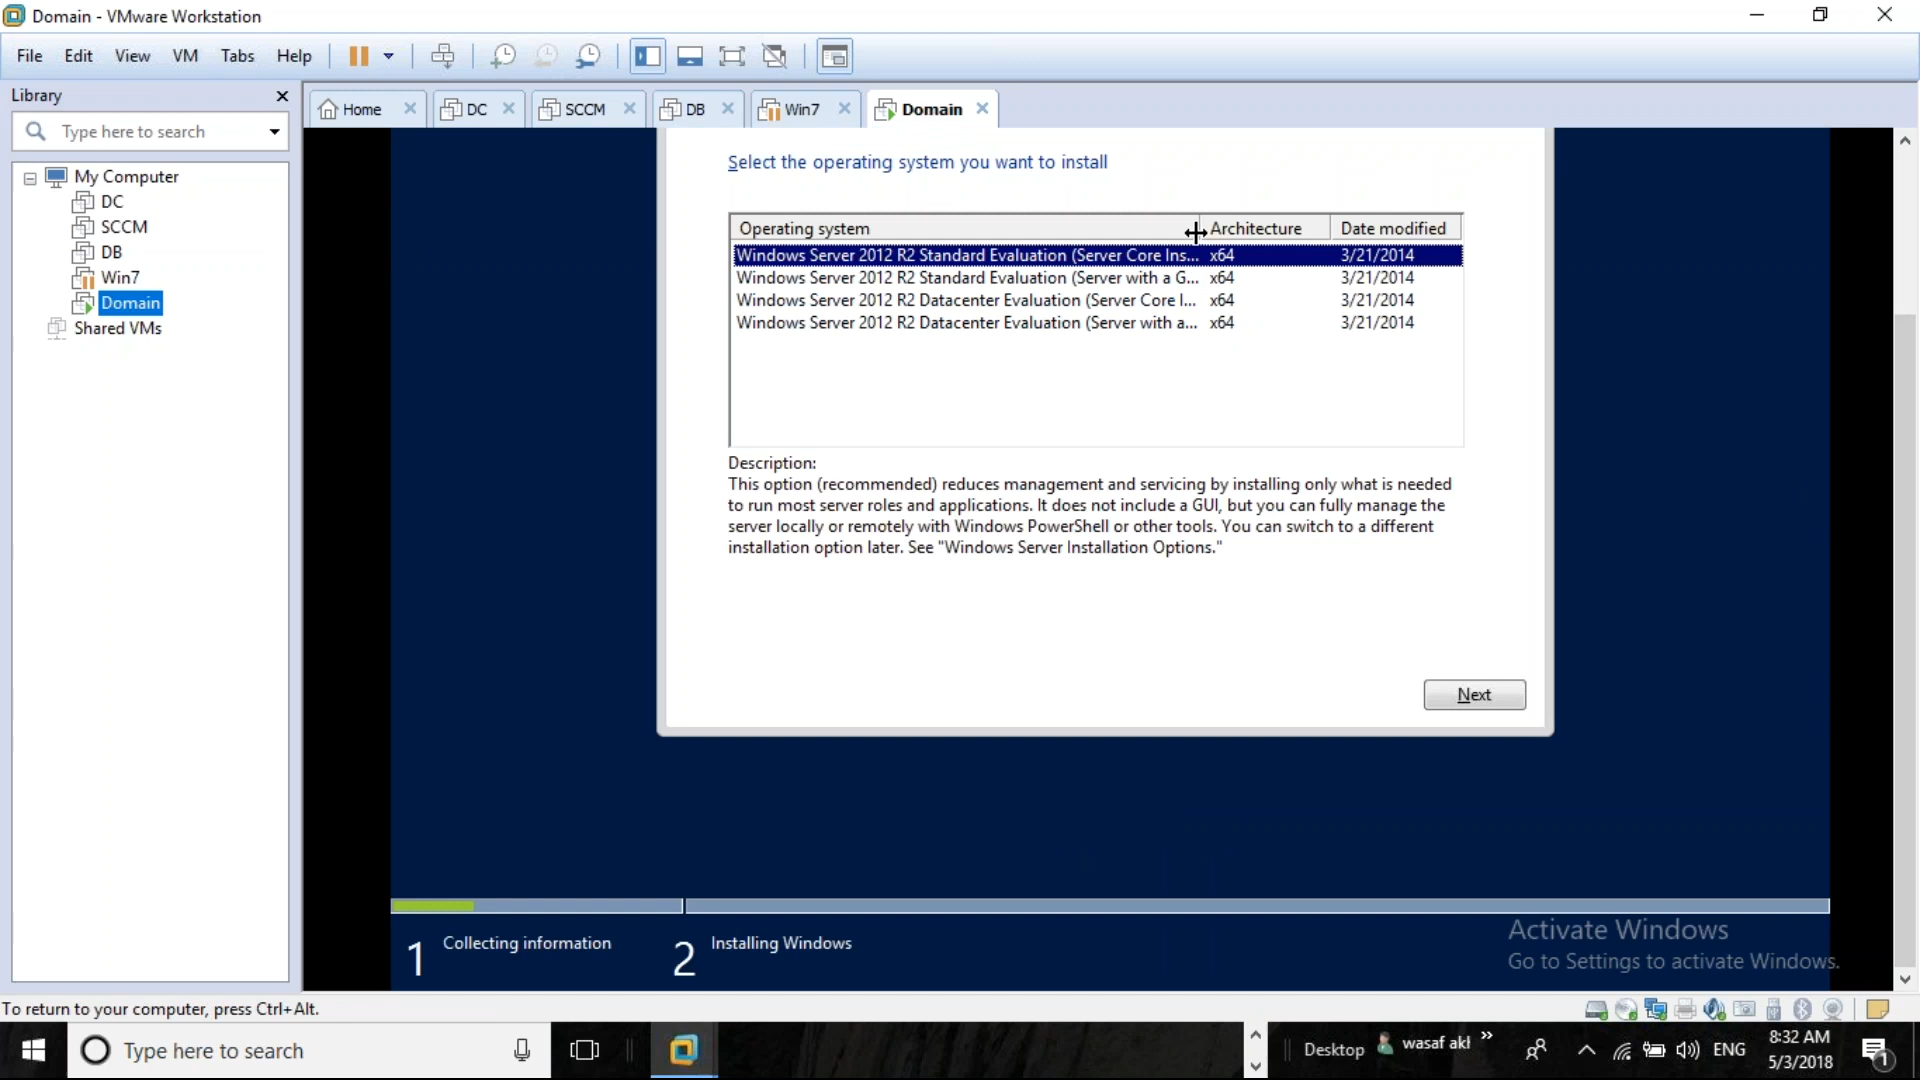 Domain - VMware Workstation
File Edit View VM Tabs Help
Library
Type here to search
My Computer
DC
SCCM
DB
Win7
Domain
Shared VMs
Home DC SCCM DB Win7 Domain
Select the operating system you want to install
Operating system Architecture Date modified
Windows Server 2012 R2 Standard Evaluation (Server Core Ins... x64 3/21/2014
Windows Server 2012 R2 Standard Evaluation (Server with a G... x64 3/21/2014
Windows Server 2012 R2 Datacenter Evaluation (Server Core I... x64 3/21/2014
Windows Server 2012 R2 Datacenter Evaluation (Server with a... x64 3/21/2014
Description:
This option (recommended) reduces management and servicing by installing only what is needed
to run most server roles and applications. It does not include a GUI, but you can fully manage the
server locally or remotely with Windows PowerShell or other tools. You can switch to a different
installation option later. See "Windows Server Installation Options."
Next
1 Collecting information 2 Installing Windows
Activate Windows
Go to Settings to activate Windows.
To return to your computer, press Ctrl+Alt.
Type here to search
Desktop wasaf akl » ENG
8:32 AM
5/3/2018
1